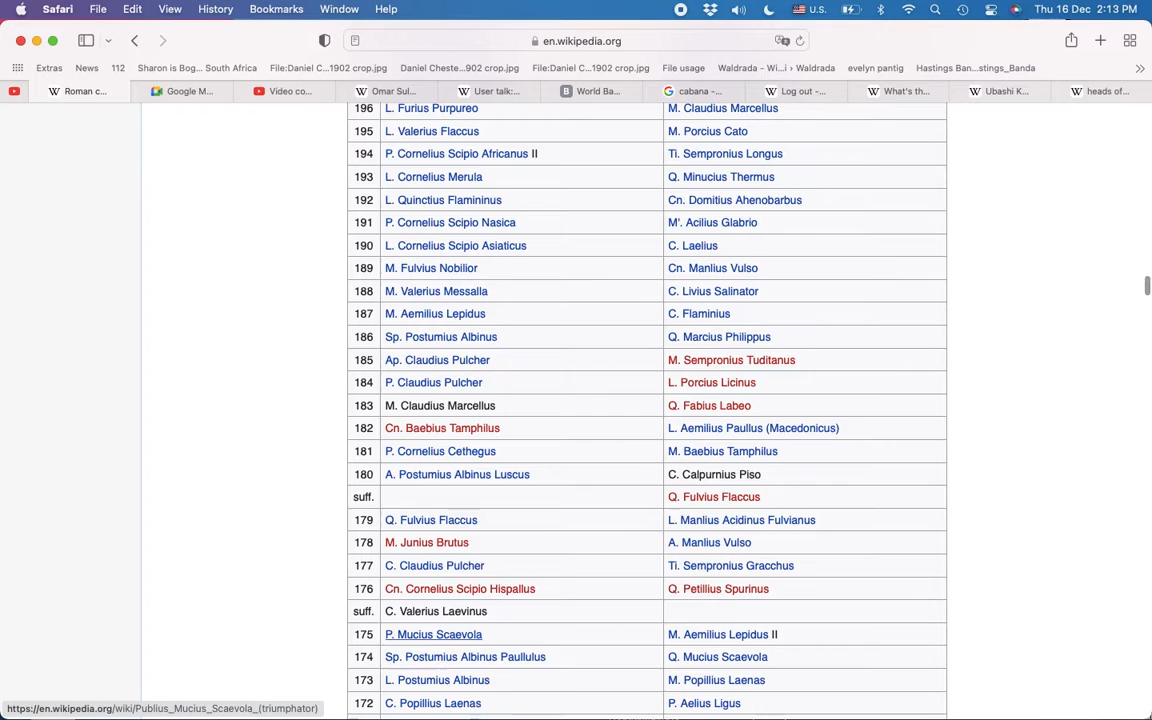 Safari File Edit View History Bookmarks Window Help U.S. Thu 16 Dec 2:13 PM
en.wikipedia.org
Extras News 112 Sharon is Bog... South Africa File:Daniel C...1902 crop.jpg Daniel Cheste...902 crop.jpg File:Daniel C...1902 crop.jpg File usage Waldrada – Wi...i › Waldrada evelyn pantig Hastings Ban...stings_Banda
Roman c... Google M... Video co... Omar Sul... User talk:... World Ba... cabana –... Log out -... What's th... Ubashi K... heads of...
196 L. Furius Purpureo M. Claudius Marcellus
195 L. Valerius Flaccus M. Porcius Cato
194 P. Cornelius Scipio Africanus II Ti. Sempronius Longus
193 L. Cornelius Merula Q. Minucius Thermus
192 L. Quinctius Flamininus Cn. Domitius Ahenobarbus
191 P. Cornelius Scipio Nasica M'. Acilius Glabrio
190 L. Cornelius Scipio Asiaticus C. Laelius
189 M. Fulvius Nobilior Cn. Manlius Vulso
188 M. Valerius Messalla C. Livius Salinator
187 M. Aemilius Lepidus C. Flaminius
186 Sp. Postumius Albinus Q. Marcius Philippus
185 Ap. Claudius Pulcher M. Sempronius Tuditanus
184 P. Claudius Pulcher L. Porcius Licinus
183 M. Claudius Marcellus Q. Fabius Labeo
182 Cn. Baebius Tamphilus L. Aemilius Paullus (Macedonicus)
181 P. Cornelius Cethegus M. Baebius Tamphilus
180 A. Postumius Albinus Luscus C. Calpurnius Piso
suff. Q. Fulvius Flaccus
179 Q. Fulvius Flaccus L. Manlius Acidinus Fulvianus
178 M. Junius Brutus A. Manlius Vulso
177 C. Claudius Pulcher Ti. Sempronius Gracchus
176 Cn. Cornelius Scipio Hispallus Q. Petillius Spurinus
suff. C. Valerius Laevinus
175 P. Mucius Scaevola M. Aemilius Lepidus II
174 Sp. Postumius Albinus Paullulus Q. Mucius Scaevola
173 L. Postumius Albinus M. Popillius Laenas
172 C. Popillius Laenas P. Aelius Ligus
https://en.wikipedia.org/wiki/Publius_Mucius_Scaevola_(triumphator)